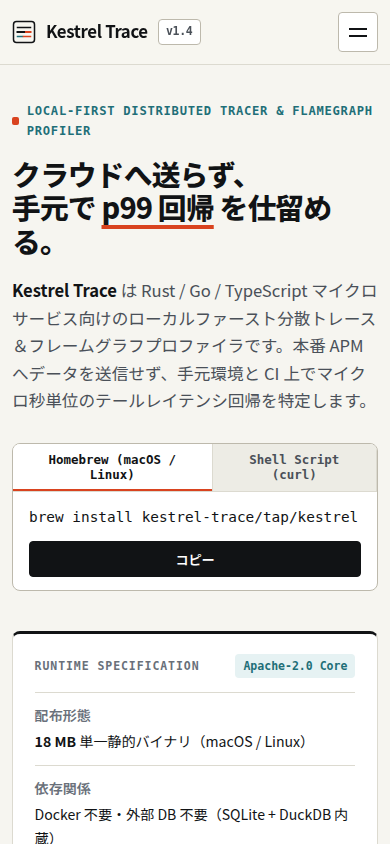 Kestrel Trace v1.4
LOCAL-FIRST DISTRIBUTED TRACER & FLAMEGRAPH
PROFILER
クラウドへ送らず、
手元で p99 回帰 を仕留め
る。
Kestrel Trace は Rust / Go / TypeScript マイクロ
サービス向けのローカルファースト分散トレース
＆フレームグラフプロファイラです。本番 APM
へデータを送信せず、手元環境と CI 上でマイク
ロ秒単位のテールレイテンシ回帰を特定します。
Homebrew (macOS /
Linux)
Shell Script
(curl)
brew install kestrel-trace/tap/kestrel
コピー
RUNTIME SPECIFICATION
Apache-2.0 Core
配布形態
18 MB 単一静的バイナリ（macOS / Linux）
依存関係
Docker 不要・外部 DB 不要（SQLite + DuckDB 内
蔵）